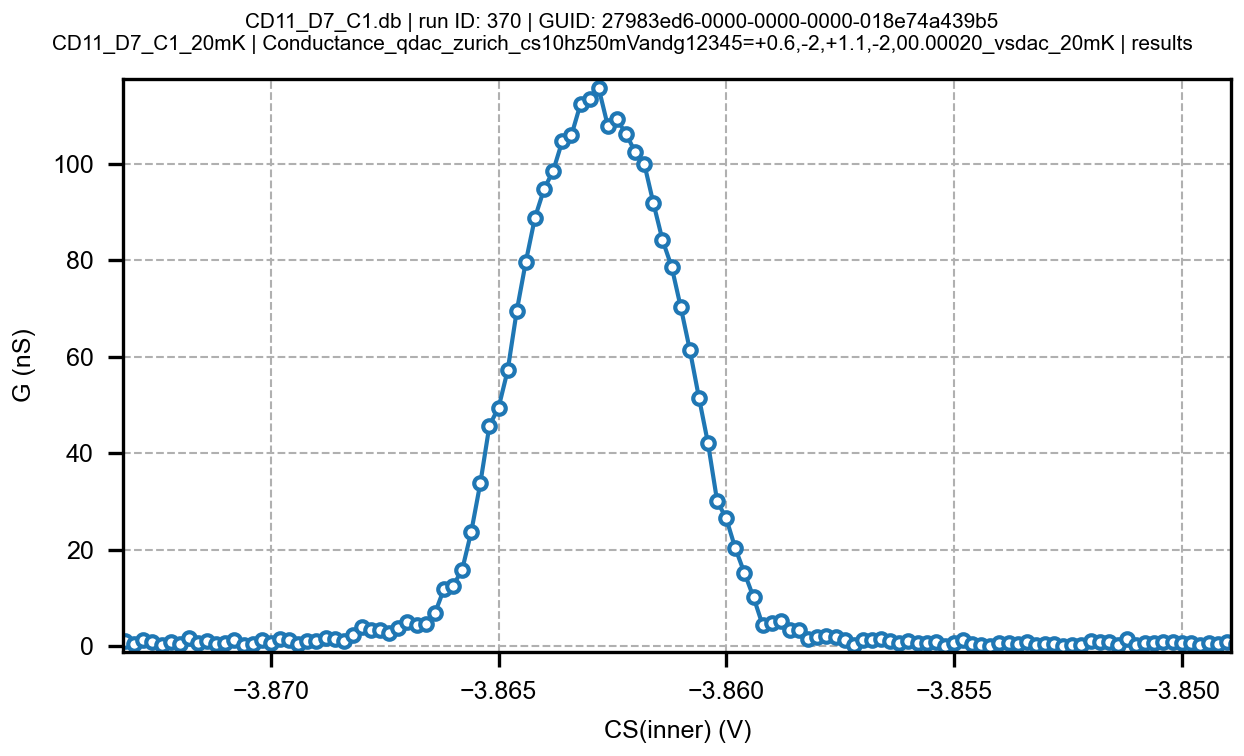 CD11_D7_C1.db | run ID: 370 | GUID: 27983ed6-0000-0000-0000-018e74a439b5
CD11_D7_C1_20mK | Conductance_qdac_zurich_cs10hz50mVandg12345=+0.6,-2,+1.1,-2,00.00020_vsdac_20mK | results
G (nS)
100
80
60
40
20
0
−3.870 −3.865 −3.860 −3.855 −3.850
CS(inner) (V)